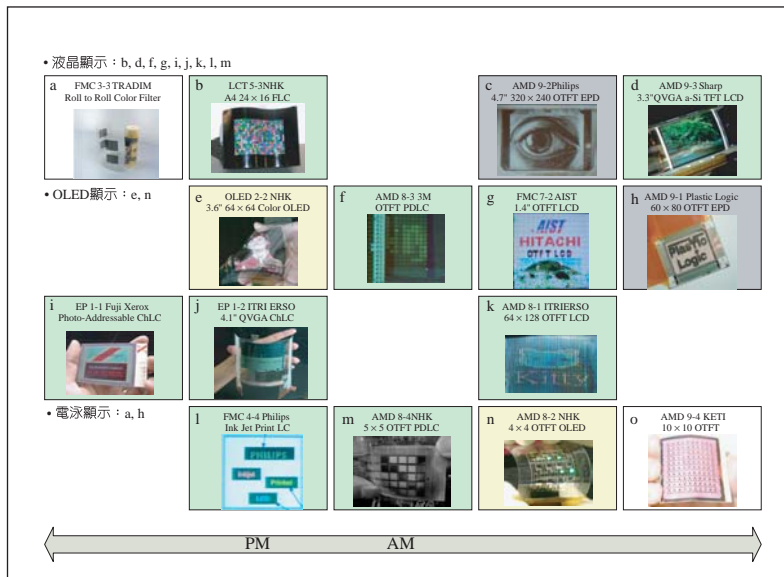 • 液晶顯示：b, d, f, g, i, j, k, l, m
a
FMC 3-3 TRADIM
Roll to Roll Color Filter
b
LCT 5-3NHK
A4 24 × 16 FLC
c
AMD 9-2Philips
4.7" 320 × 240 OTFT EPD
d
AMD 9-3 Sharp
3.3"QVGA a-Si TFT LCD
• OLED顯示：e, n
e
OLED 2-2 NHK
3.6" 64 × 64 Color OLED
f
AMD 8-3 3M
OTFT PDLC
g
FMC 7-2 AIST
1.4" OTFT LCD
AIST
HITACHI
OTFT LCD
h
AMD 9-1 Plastic Logic
60 × 80 OTFT EPD
Plastic
Logic
i
EP 1-1 Fuji Xerox
Photo-Addressable ChLC
j
EP 1-2 ITRI ERSO
4.1" QVGA ChLC
k
AMD 8-1 ITRIERSO
64 × 128 OTFT LCD
Kitty
• 電泳顯示：a, h
l
FMC 4-4 Philips
Ink Jet Print LC
PHILIPS
Inkjet
Printed
LCD
m
AMD 8-4NHK
5 × 5 OTFT PDLC
n
AMD 8-2 NHK
4 × 4 OTFT OLED
o
AMD 9-4 KETI
10 × 10 OTFT
PM AM